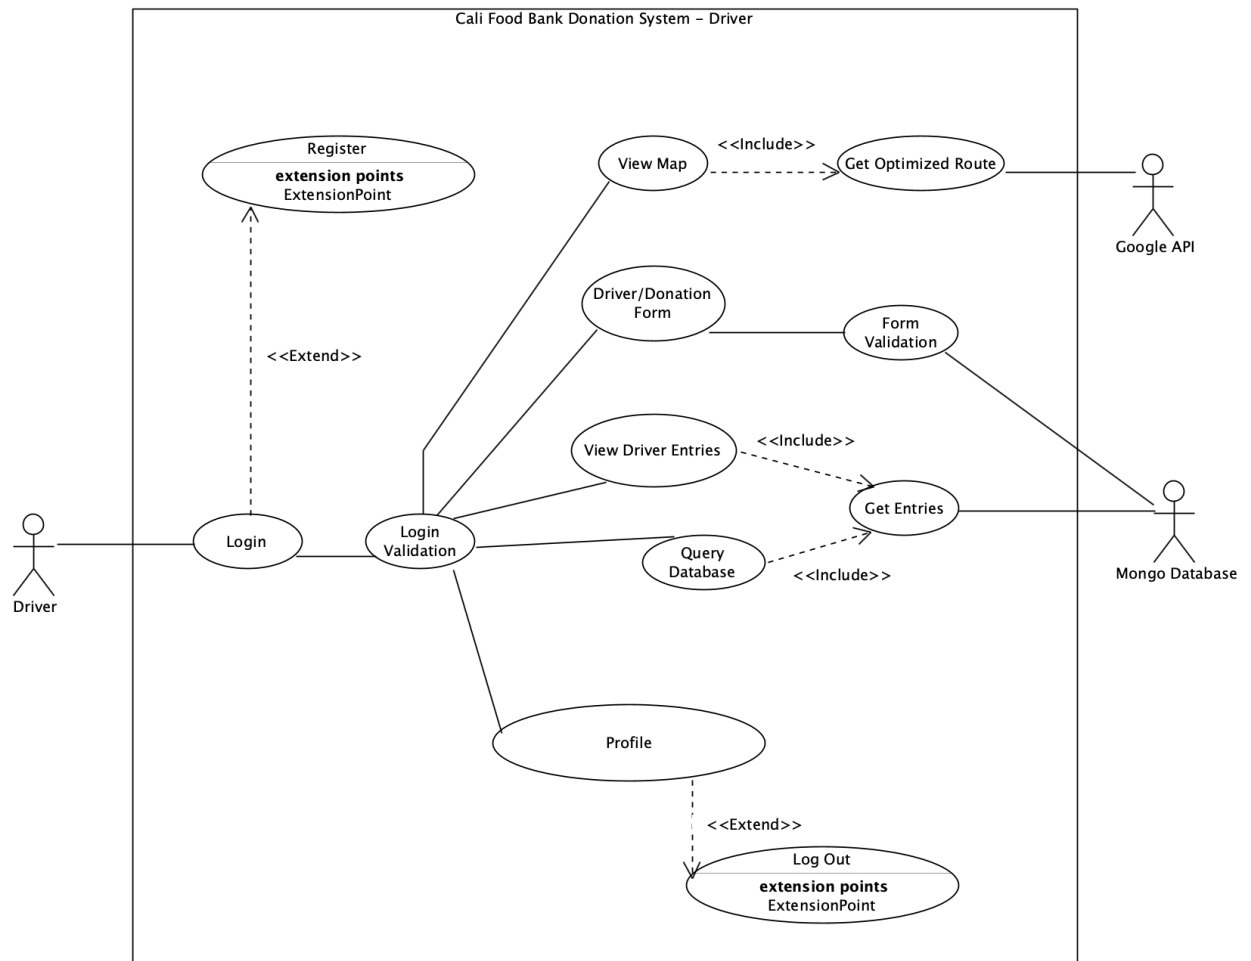 Cali Food Bank Donation System – Driver
Register
extension points
ExtensionPoint
View Map
<<Include>>
Get Optimized Route
Google API
Driver/Donation
Form
Form
Validation
<<Extend>>
View Driver Entries
<<Include>>
Get Entries
Login
Login
Validation
Query
Database
<<Include>>
Mongo Database
Driver
Profile
<<Extend>>
Log Out
extension points
ExtensionPoint